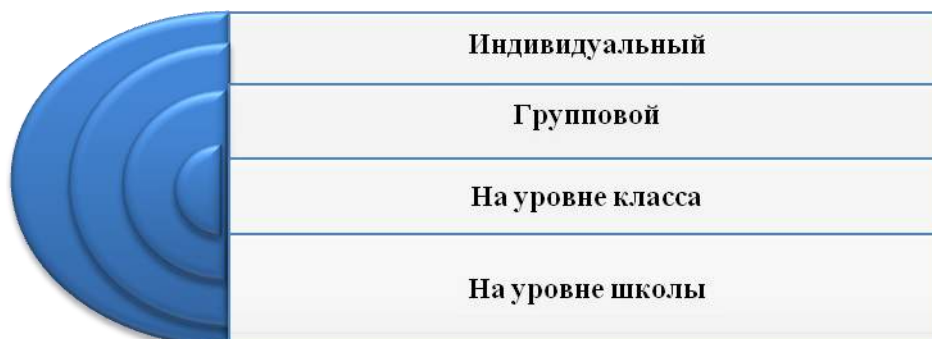 Индивидуальный
Групповой
На уровне класса
На уровне школы